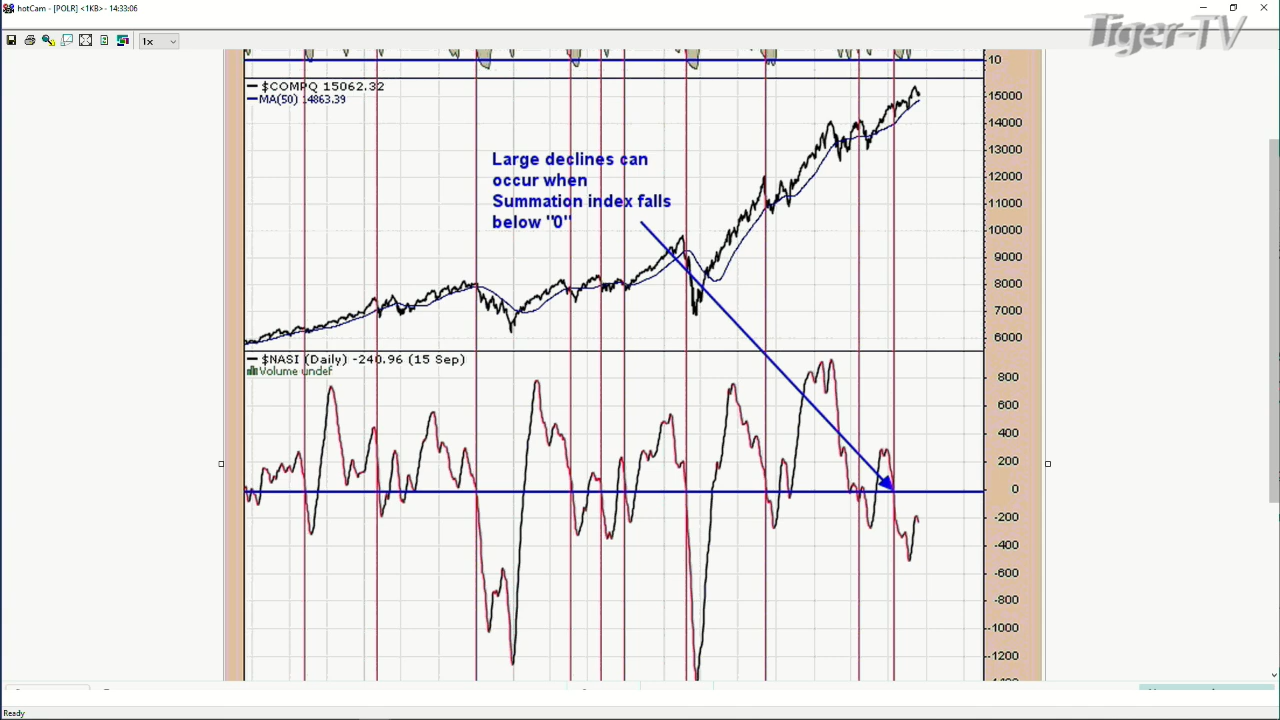 hotCam - [POLR] <1KB> - 14:33:06
Tiger-TV
1x
10
$COMPQ 15062.32
MA(50) 14863.39
15000
14000
13000
12000
11000
10000
9000
8000
7000
6000
Large declines can
occur when
Summation index falls
below "0"
$NASI (Daily) -240.96 (15 Sep)
Volume undef
800
600
400
200
0
-200
-400
-600
-800
-1000
-1200
Ready